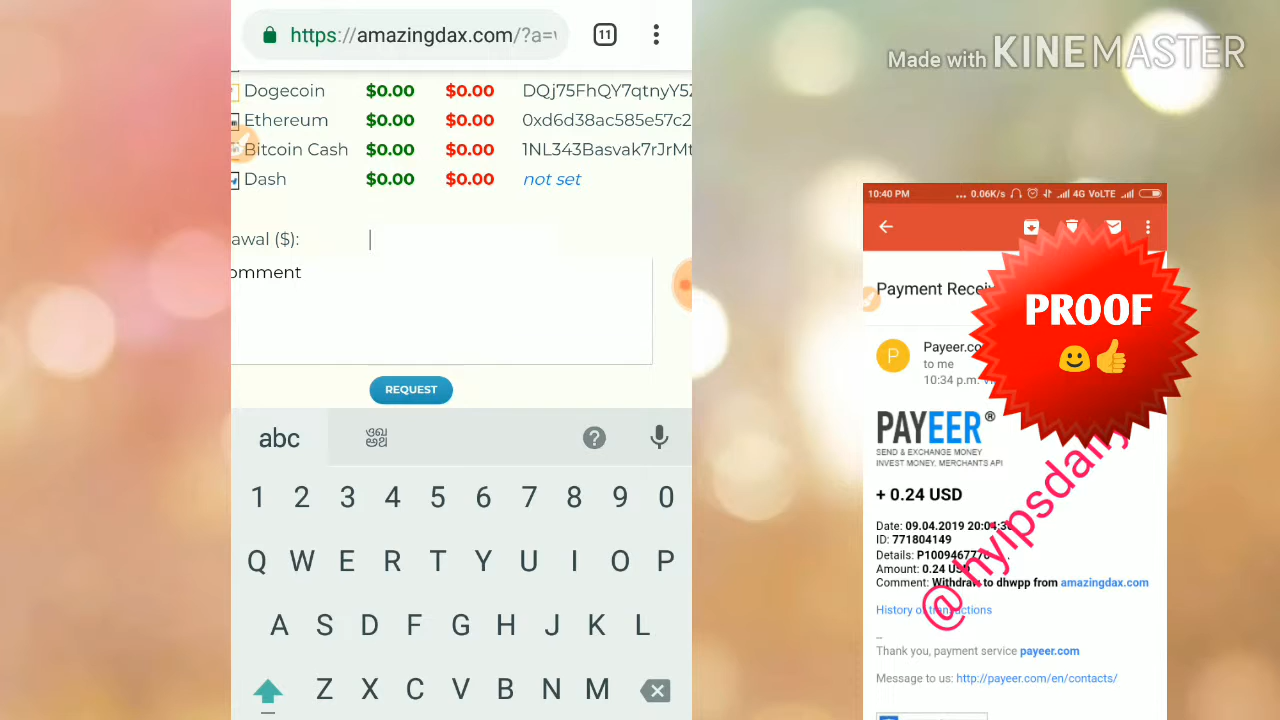 https://amazingdax.com/?a=
11
Made with KINEMASTER
Dogecoin $0.00 $0.00 DQj75FhQY7qtnyY5Z
Ethereum $0.00 $0.00 0xd6d38ac585e57c2
Bitcoin Cash $0.00 $0.00 1NL343Basvak7rJrMt
Dash $0.00 $0.00 not set
awal ($):
omment
REQUEST
abc
1 2 3 4 5 6 7 8 9 0
Q W E R T Y U I O P
A S D F G H J K L
Z X C V B N M
10:40 PM ... 0.06K/s 4G VoLTE
Payment Recei
PROOF
P
Payeer.co
to me
10:34 p.m.
PAYEER®
SEND & EXCHANGE MONEY
INVEST MONEY, MERCHANTS API
+ 0.24 USD
@hyipsdaily
Date: 09.04.2019 20:04:3
ID: 771804149
Details: P100946777
Amount: 0.24 USD
Comment: Withdraw to dhwpp from amazingdax.com
History of transactions
--
Thank you, payment service payeer.com
Message to us: http://payeer.com/en/contacts/